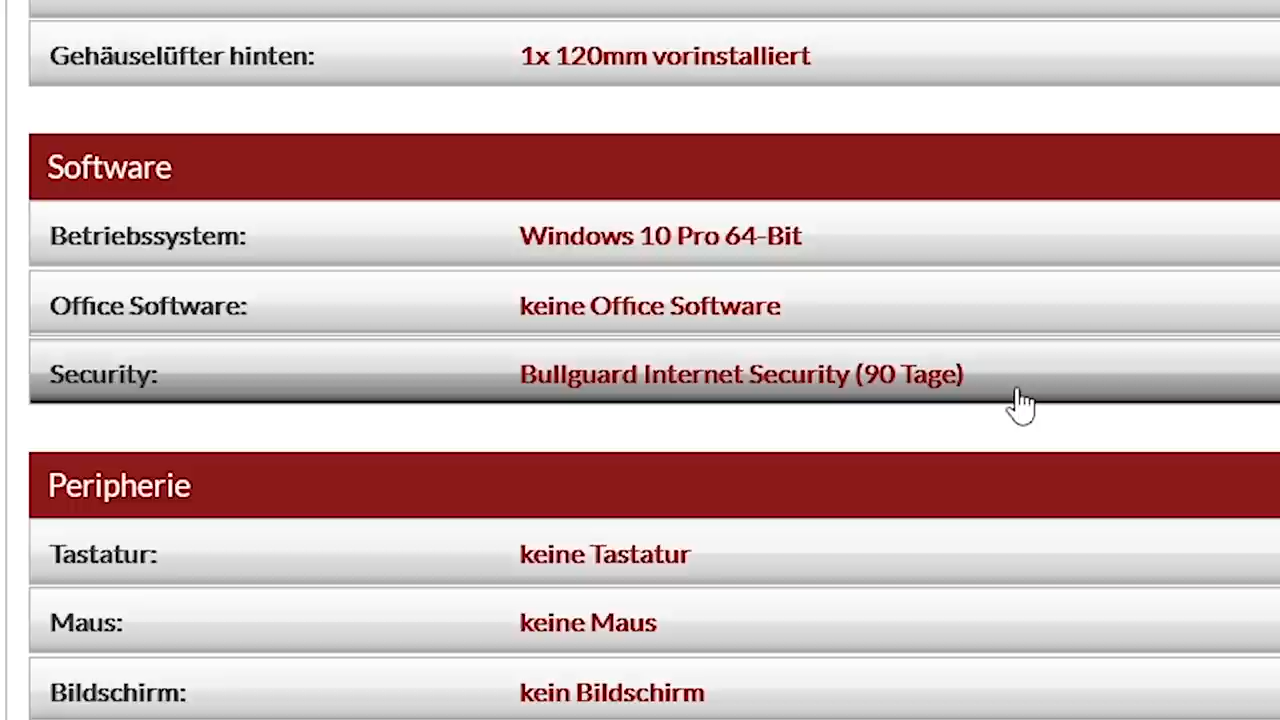 Gehäuselüfter hinten: 1x 120mm vorinstalliert
Software
Betriebssystem: Windows 10 Pro 64-Bit
Office Software: keine Office Software
Security: Bullguard Internet Security (90 Tage)
Peripherie
Tastatur: keine Tastatur
Maus: keine Maus
Bildschirm: kein Bildschirm